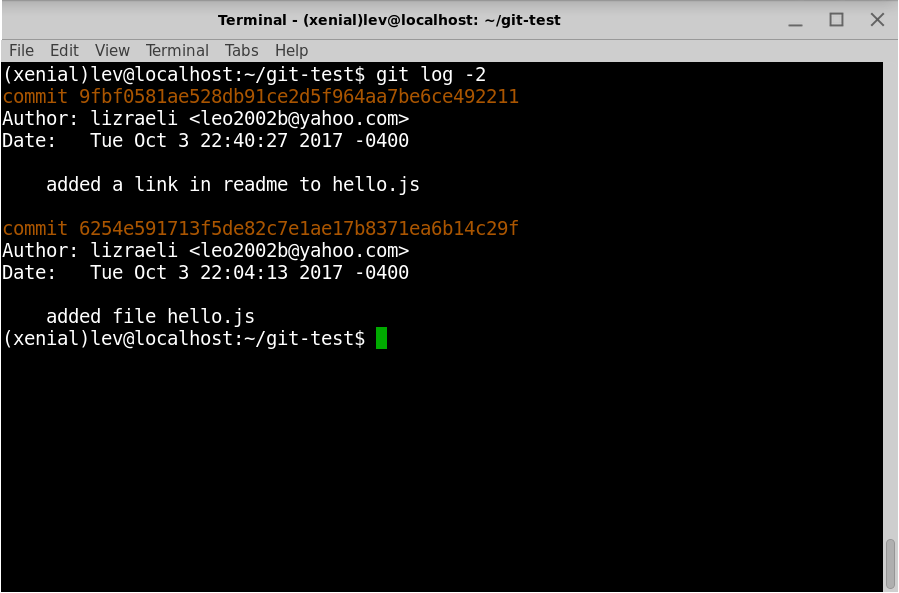 Terminal - (xenial)lev@localhost: ~/git-test
File Edit View Terminal Tabs Help
(xenial)lev@localhost:~/git-test$ git log -2
commit 9fbf0581ae528db91ce2d5f964aa7be6ce492211
Author: lizraeli <leo2002b@yahoo.com>
Date:   Tue Oct 3 22:40:27 2017 -0400
    added a link in readme to hello.js
commit 6254e591713f5de82c7e1ae17b8371ea6b14c29f
Author: lizraeli <leo2002b@yahoo.com>
Date:   Tue Oct 3 22:04:13 2017 -0400
    added file hello.js
(xenial)lev@localhost:~/git-test$